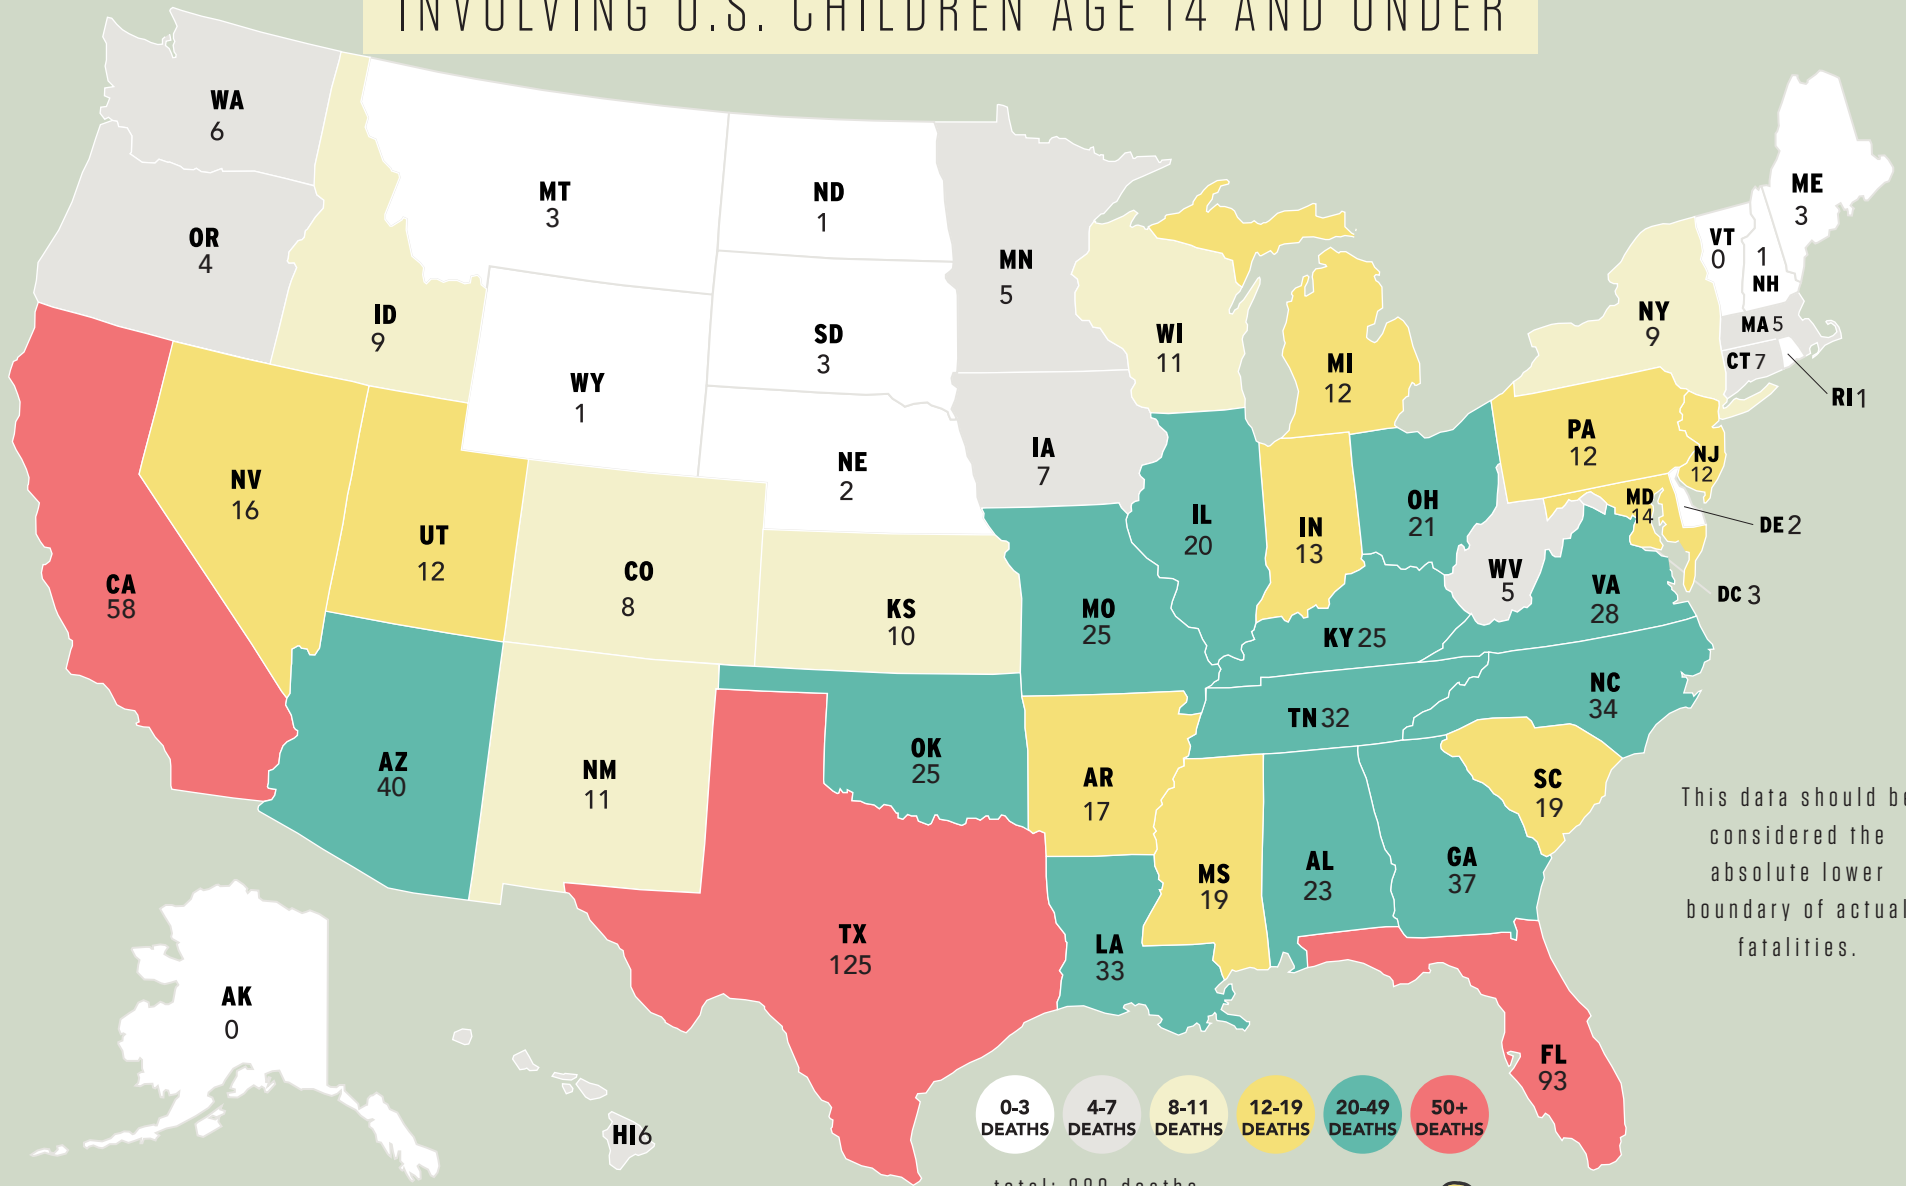 INVOLVING U.S. CHILDREN AGE 14 AND UNDER
WA
6
OR
4
CA
58
ID
9
NV
16
UT
12
AZ
40
MT
3
WY
1
CO
8
NM
11
ND
1
SD
3
NE
2
KS
10
OK
25
TX
125
MN
5
IA
7
MO
25
AR
17
LA
33
WI
11
IL
20
MI
12
IN
13
OH
21
KY 25
TN 32
MS
19
AL
23
GA
37
FL
93
SC
19
NC
34
VA
28
WV
5
PA
12
NY
9
VT
0
1
NH
ME
3
MA 5
CT 7
RI 1
NJ
12
MD
14
DE 2
DC 3
AK
0
HI 6
This data should be
considered the
absolute lower
boundary of actual
fatalities.
0-3
DEATHS
4-7
DEATHS
8-11
DEATHS
12-19
DEATHS
20-49
DEATHS
50+
DEATHS
total: deaths